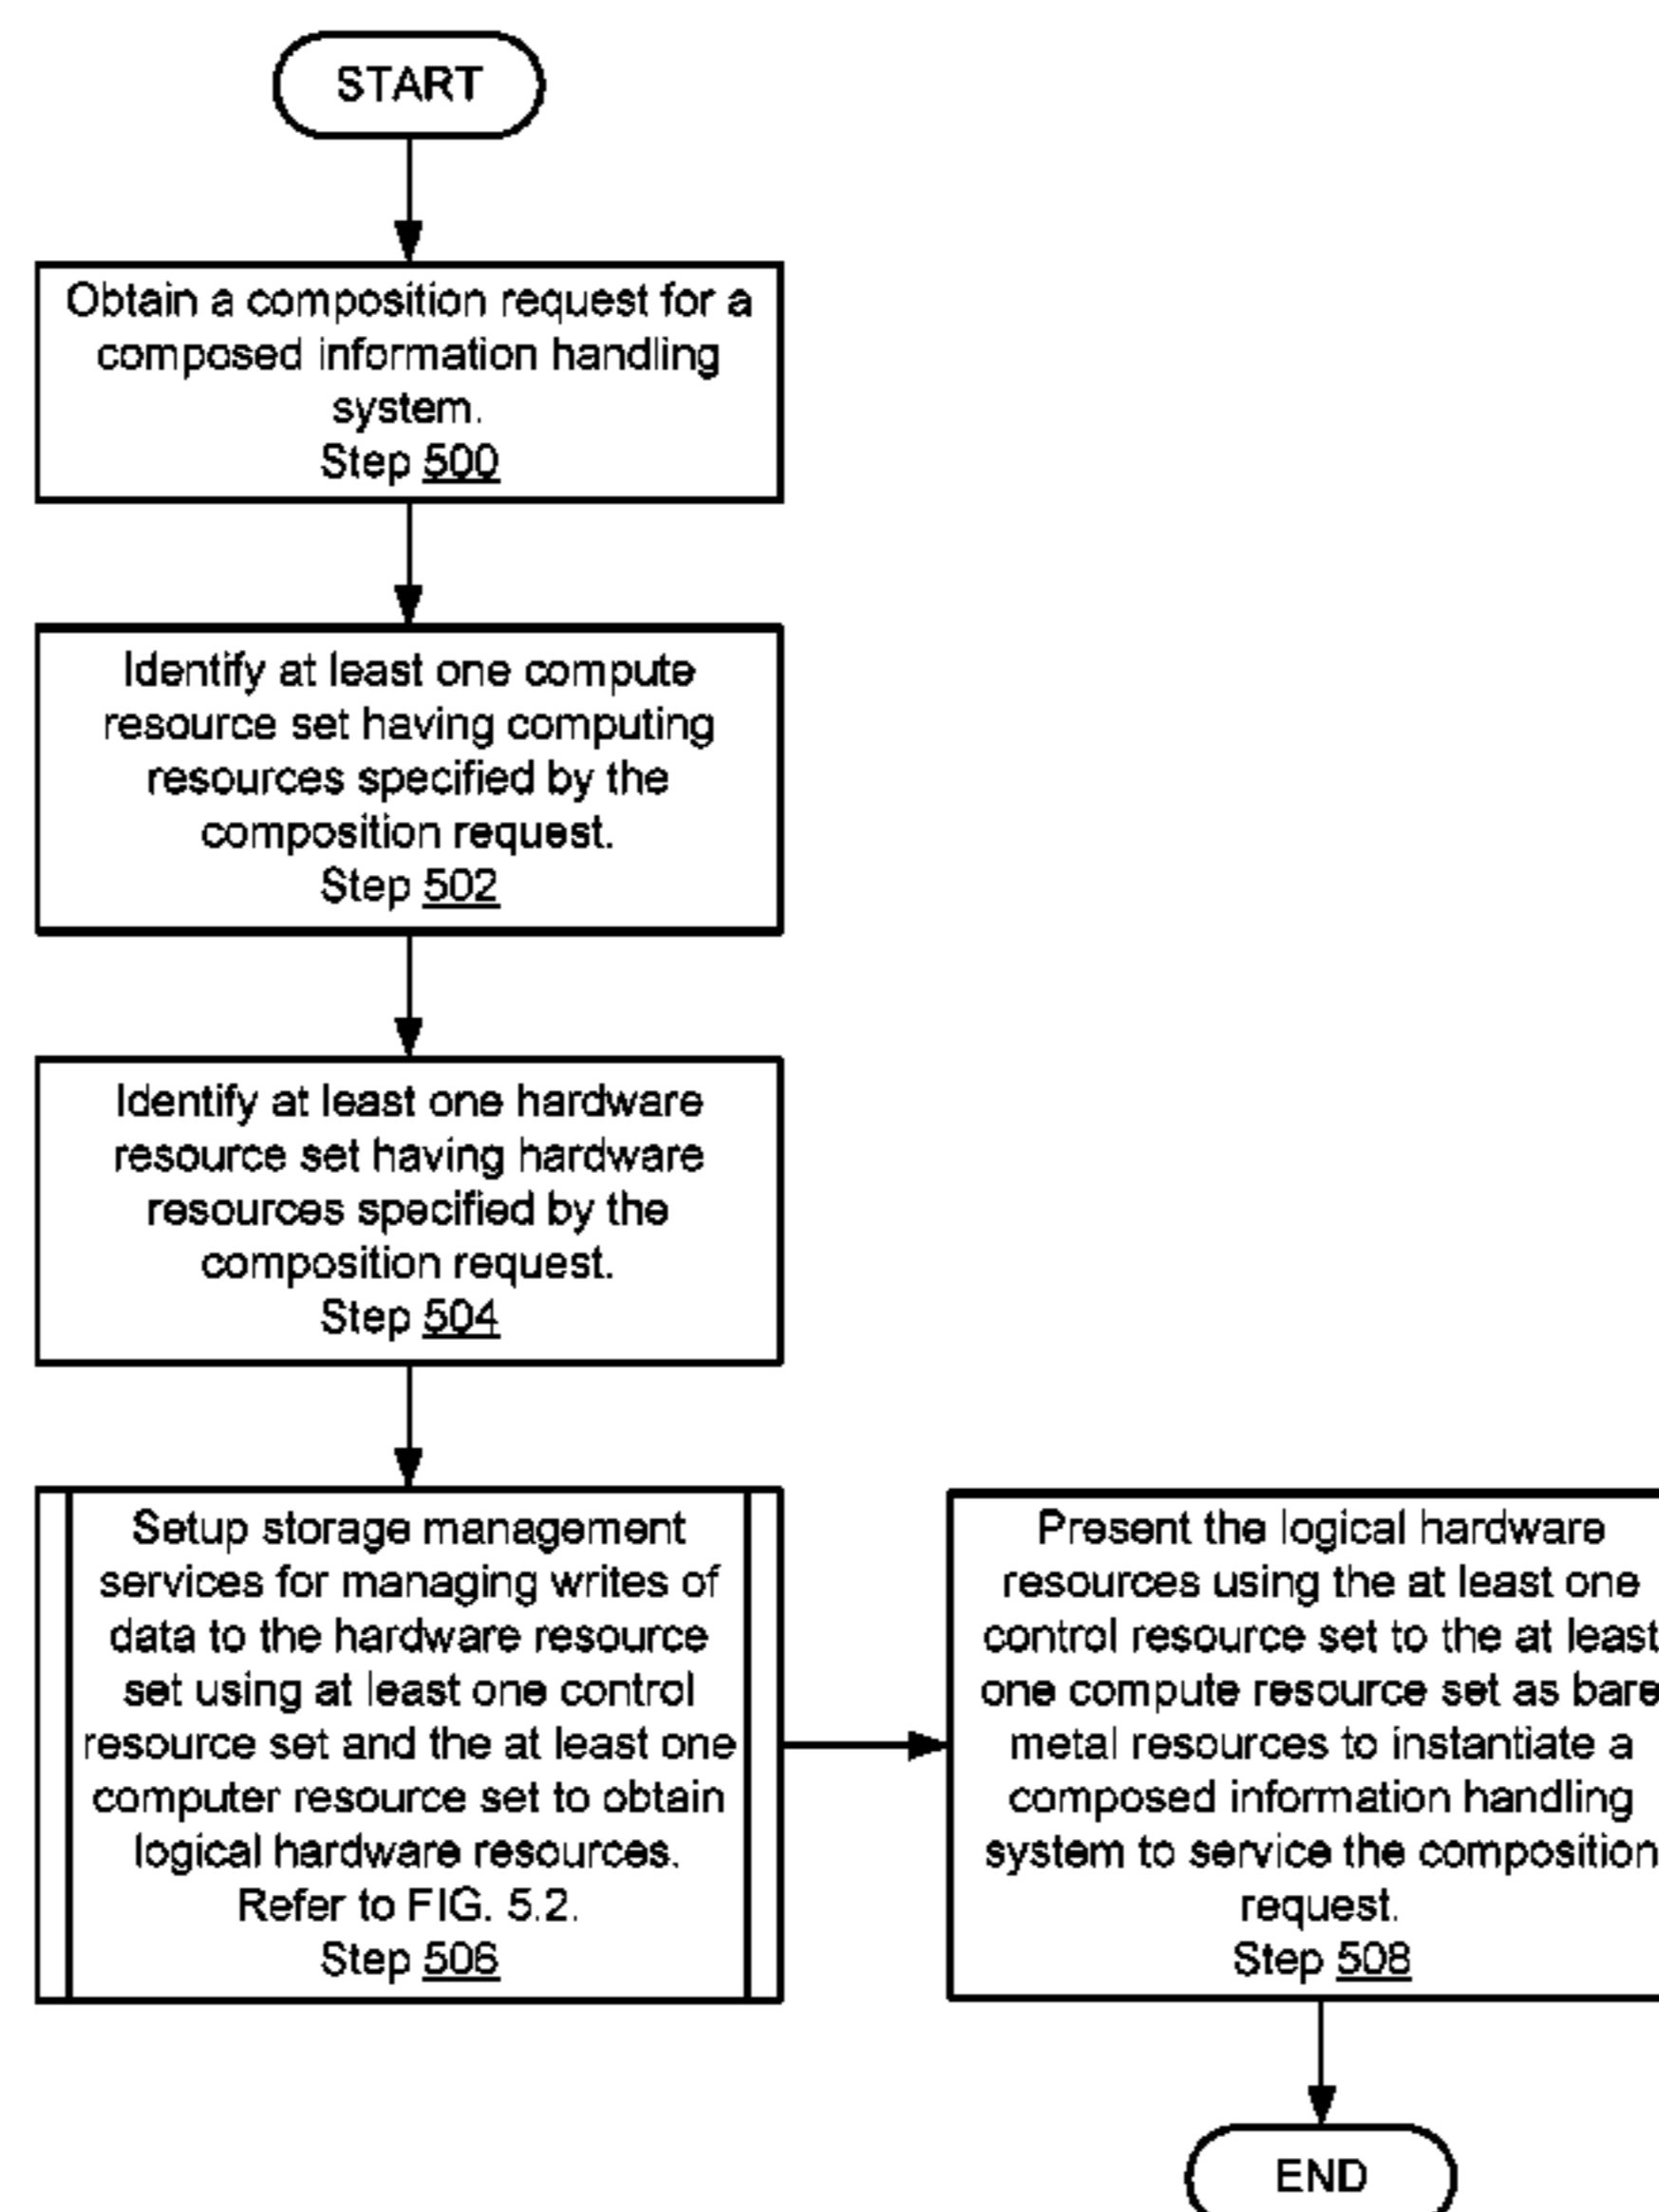 START
Obtain a composition request for a
composed information handling
system.
Step 500
Identify at least one compute
resource set having computing
resources specified by the
composition request.
Step 502
Identify at least one hardware
resource set having hardware
resources specified by the
composition request.
Step 504
Setup storage management
services for managing writes of
data to the hardware resource
set using at least one control
resource set and the at least one
computer resource set to obtain
logical hardware resources.
Refer to FIG. 5.2.
Step 506
Present the logical hardware
resources using the at least one
control resource set to the at least
one compute resource set as bare
metal resources to instantiate a
composed information handling
system to service the composition
request.
Step 508
END